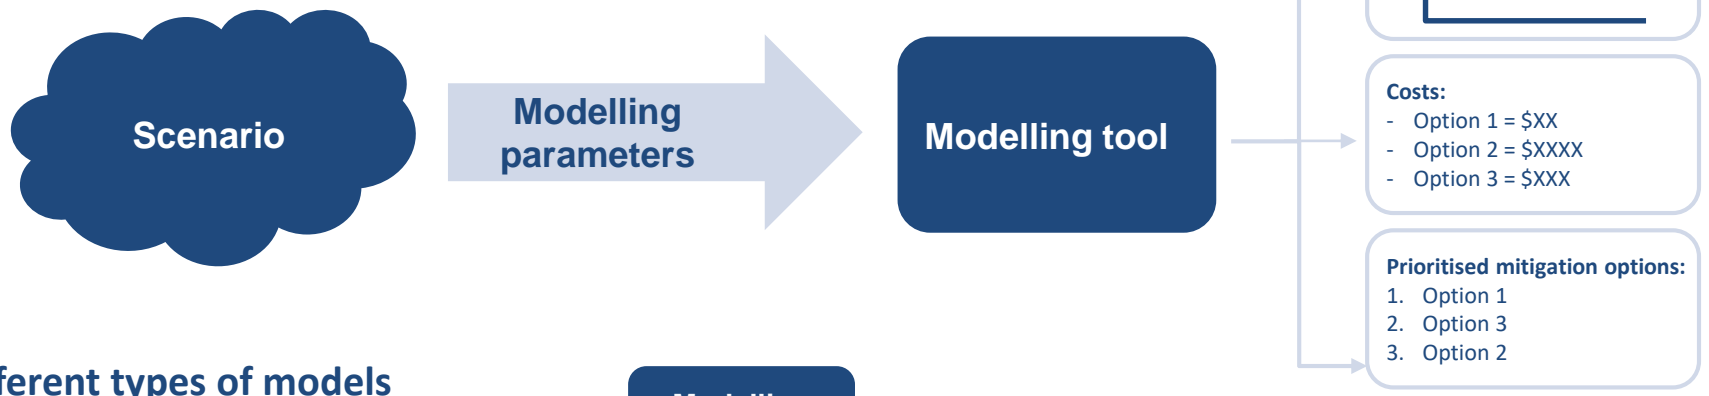 Scenario
Modelling
parameters
Modelling tool
Costs:
- Option 1 = $XX
- Option 2 = $XXXX
- Option 3 = $XXX
Prioritised mitigation options:
1. Option 1
2. Option 3
3. Option 2
types of models